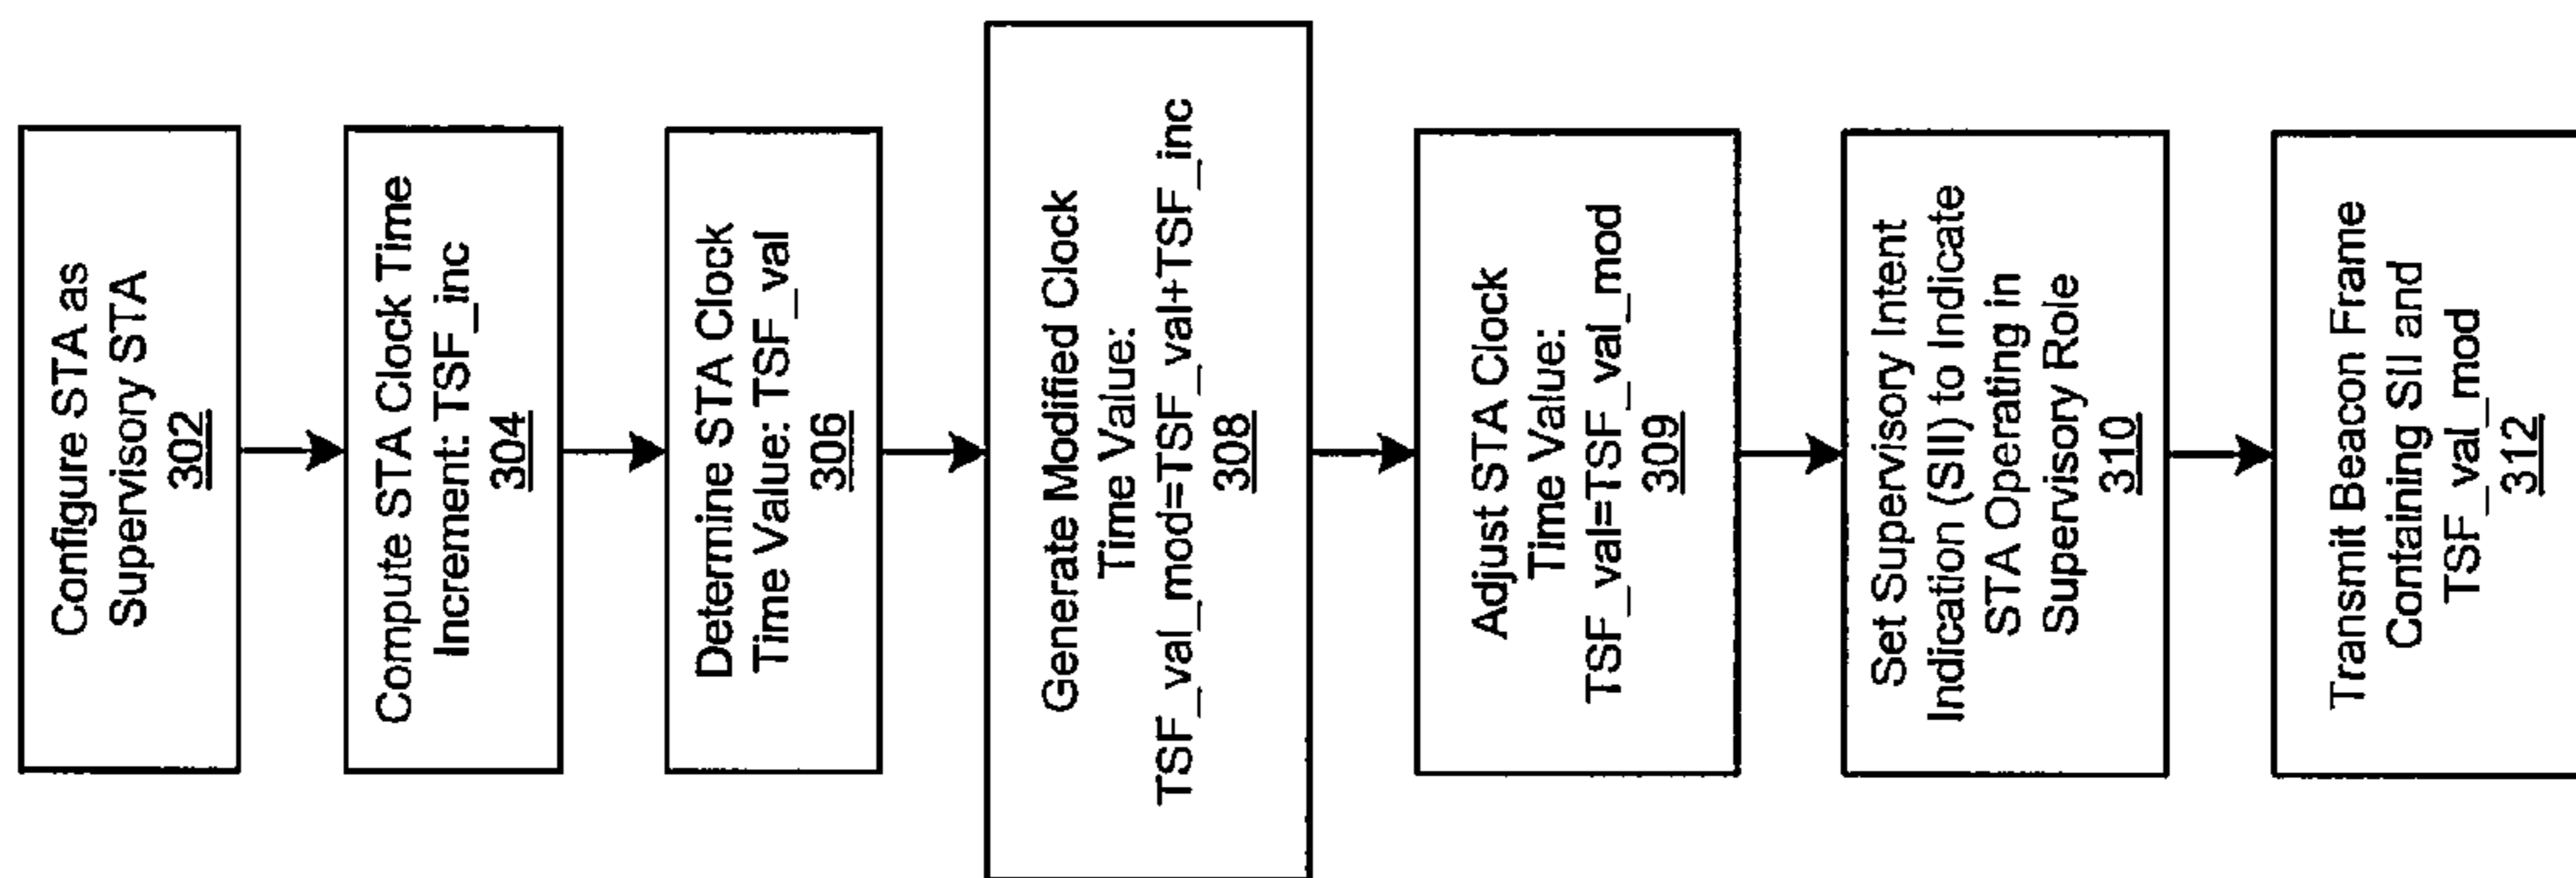 Configure STA as
Supervisory STA
302
Compute STA Clock Time
Increment: TSF_inc
304
Determine STA Clock
Time Value: TSF_val
306
Generate Modified Clock
Time Value:
TSF_val_mod=TSF_val+TSF_inc
308
Adjust STA Clock
Time Value:
TSF_val=TSF_val_mod
309
Set Supervisory Intent
Indication (SII) to Indicate
STA Operating in
Supervisory Role
310
Transmit Beacon Frame
Containing SII and
TSF_val_mod
312